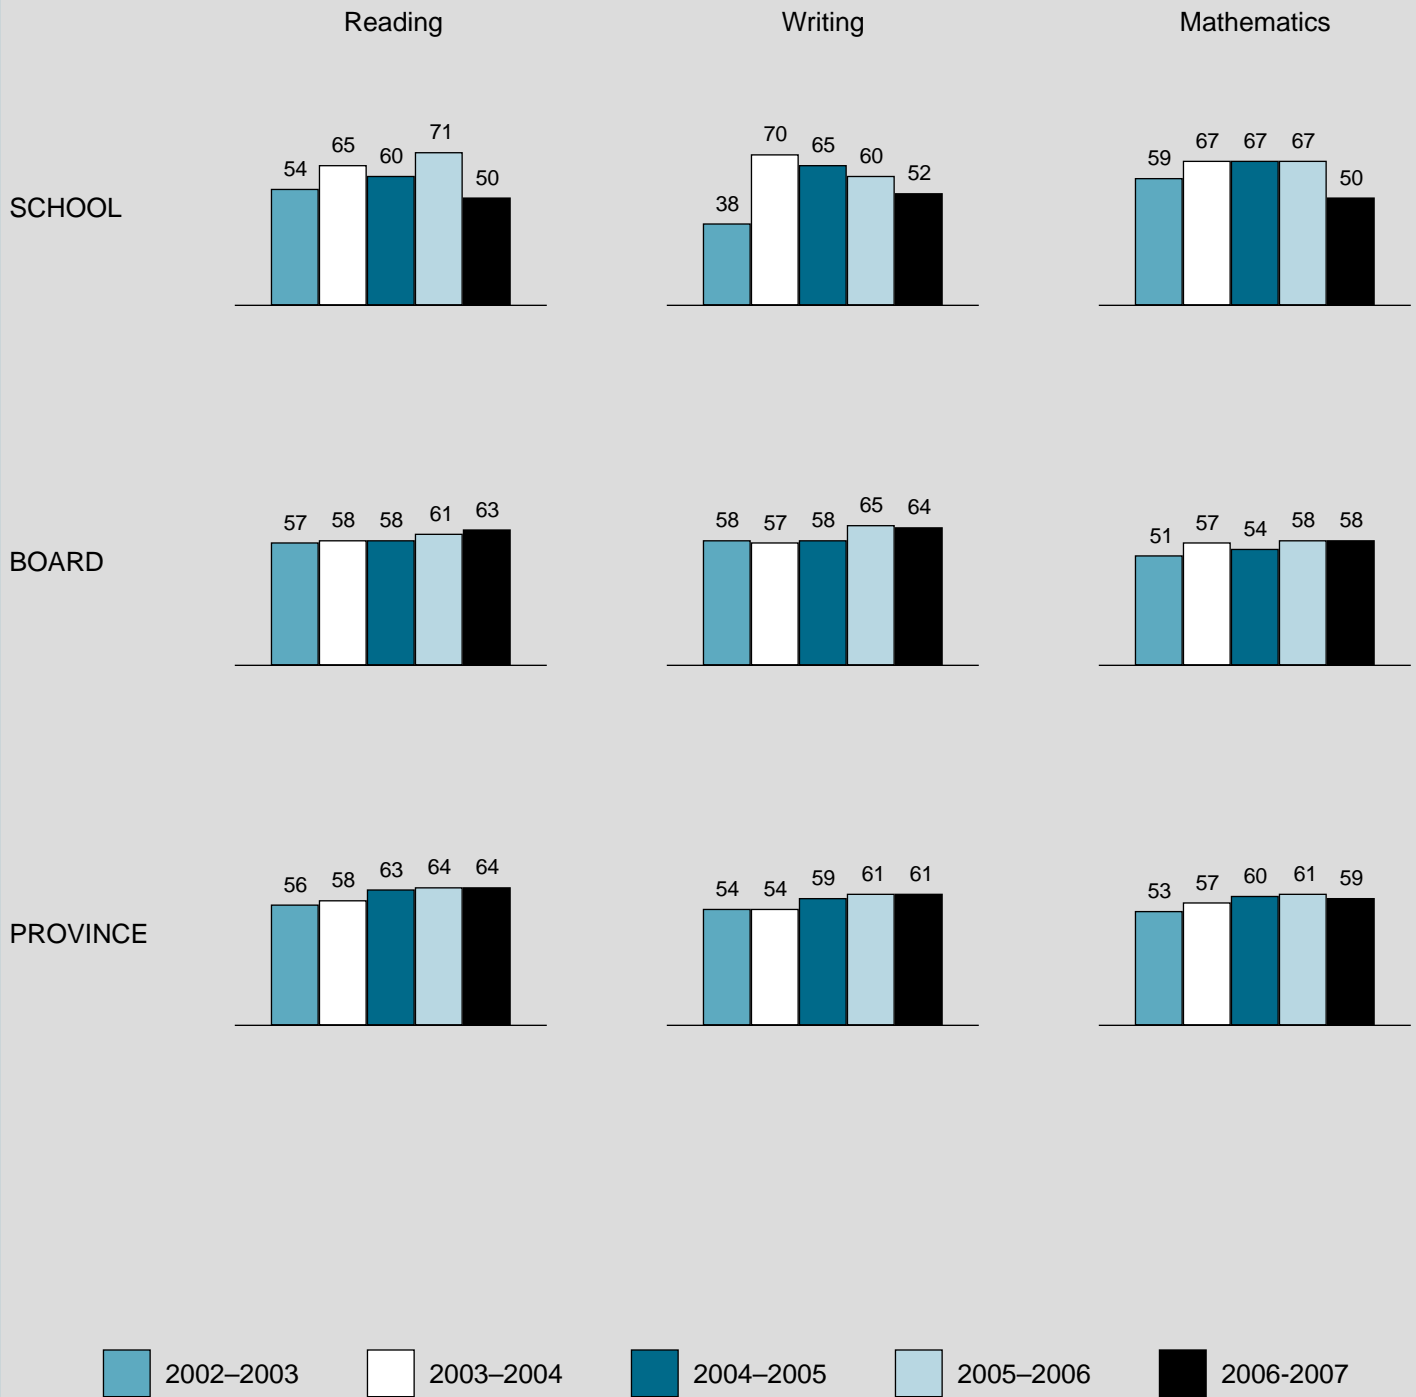 Reading Writing Mathematics
SCHOOL
54 65 60 71 50
38 70 65 60 52
59 67 67 67 50
BOARD
57 58 58 61 63
58 57 58 65 64
51 57 54 58 58
PROVINCE
56 58 63 64 64
54 54 59 61 61
53 57 60 61 59
2002–2003 2003–2004 2004–2005 2005–2006 2006-2007